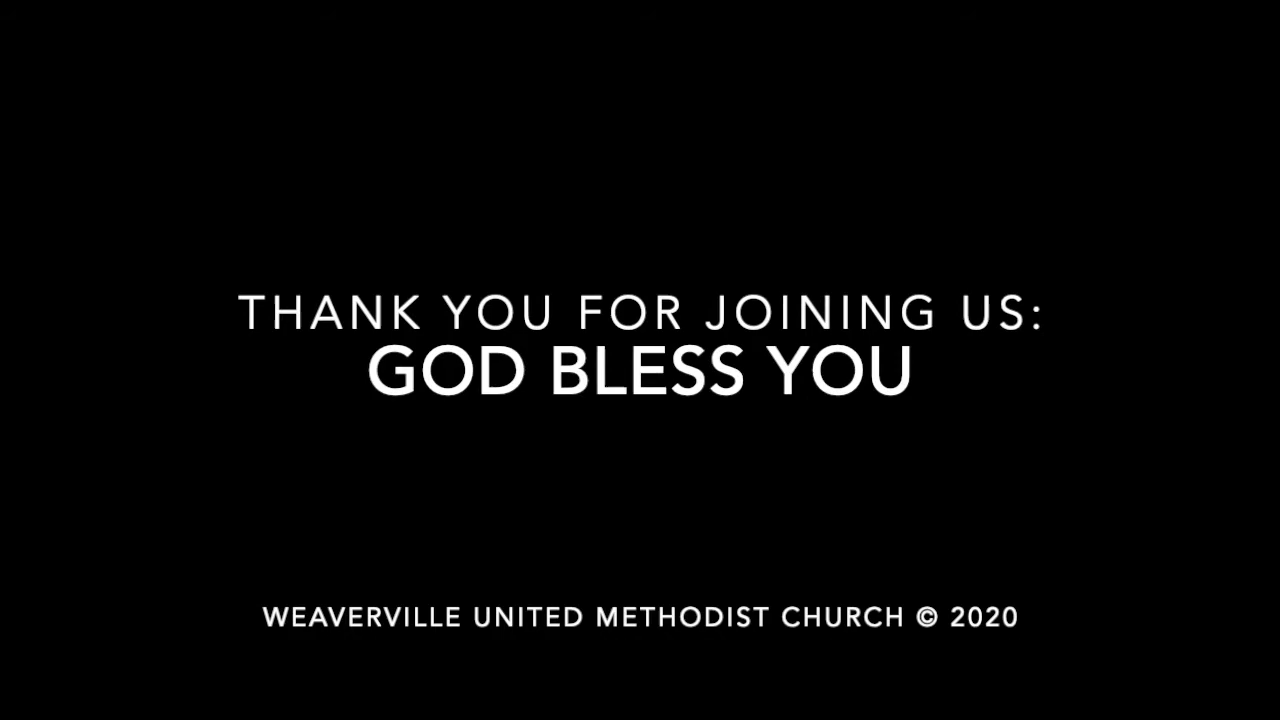 THANK YOU FOR JOINING US:
GOD BLESS YOU
WEAVERVILLE UNITED METHODIST CHURCH © 2020